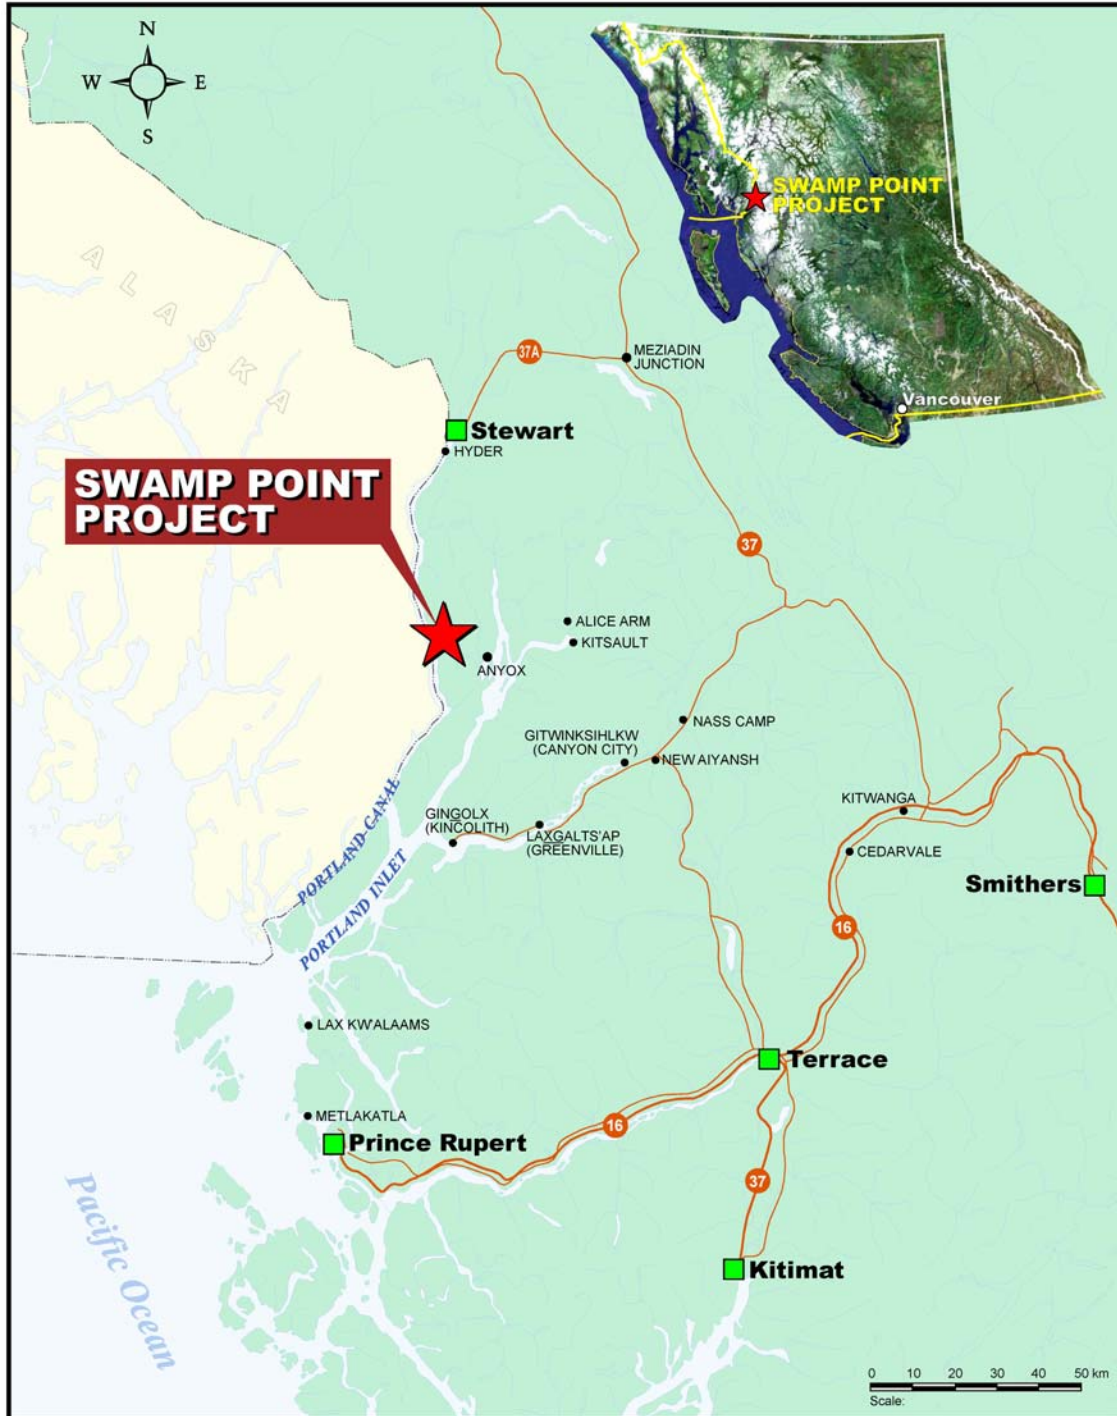 N
W E
S
SWAMP POINT
PROJECT
Vancouver
ALASKA
37A
MEZIADIN
JUNCTION
Stewart
HYDER
SWAMP POINT
PROJECT
37
ALICE ARM
KITSAULT
ANYOX
NASS CAMP
GITWINKSIHLKW
(CANYON CITY)
NEW AIYANSH
KITWANGA
GINGOLX
(KINCOLITH)
LAXGALTS'AP
(GREENVILLE)
CEDARVALE
PORTLAND CANAL
PORTLAND INLET
Smithers
16
LAX KW'ALAAMS
Terrace
METLAKATLA
16
Prince Rupert
37
Pacific Ocean
Kitimat
0 10 20 30 40 50 km
Scale: